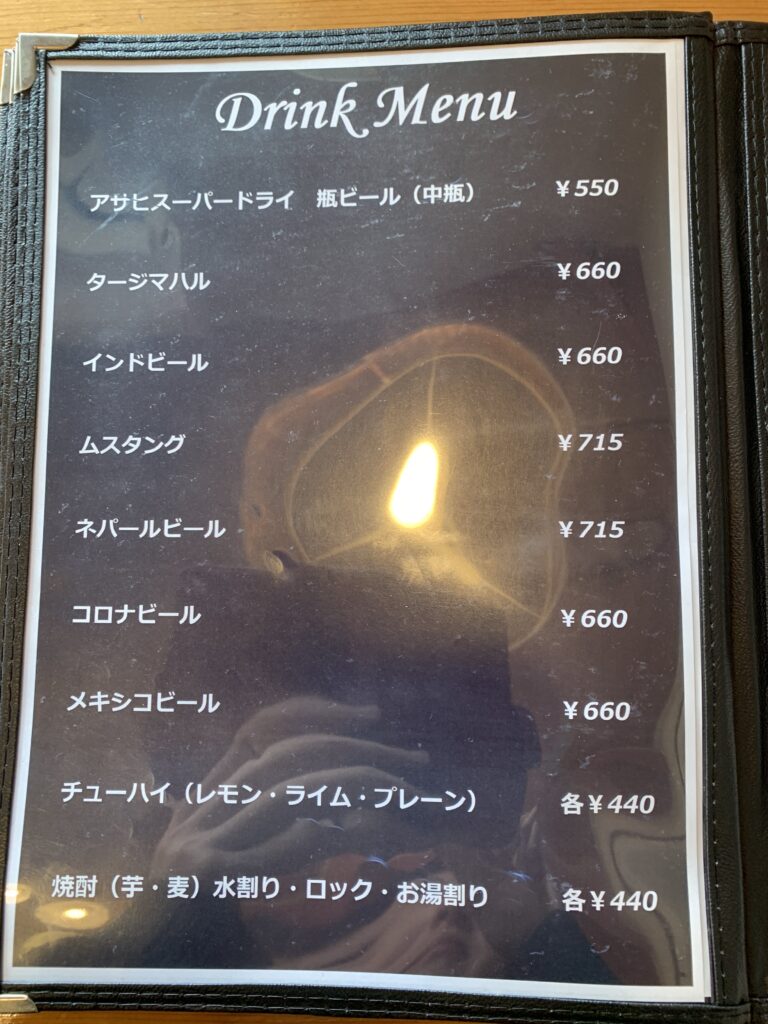 Drink Menu
アサヒスーパードライ　瓶ビール（中瓶） ￥550
タージマハル ￥660
インドビール ￥660
ムスタング ￥715
ネパールビール ￥715
コロナビール ￥660
メキシコビール ￥660
チューハイ（レモン・ライム・プレーン） 各￥440
焼酎（芋・麦）水割り・ロック・お湯割り 各￥440